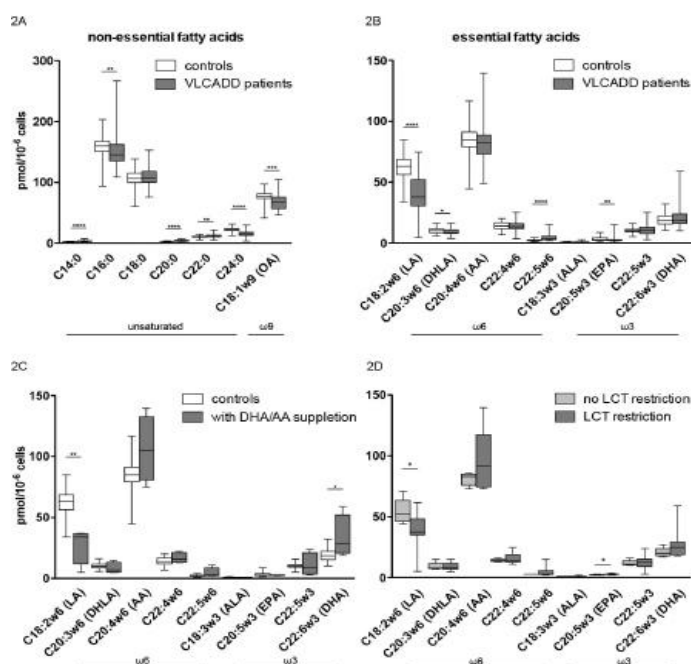 2A
non-essential fatty acids
controls
VLCADD patients
pmol/10⁻⁶ cells
300
200
100
0
**
***
****
****
**
****
C14:0
C16:0
C18:0
C20:0
C22:0
C24:0
C18:1w9 (OA)
unsaturated
ω9
2B
essential fatty acids
controls
VLCADD patients
150
100
50
0
****
*
****
**
C18:2w6 (LA)
C20:3w6 (DHLA)
C20:4w6 (AA)
C22:4w6
C22:5w6
C18:3w3 (ALA)
C20:5w3 (EPA)
C22:5w3
C22:6w3 (DHA)
ω6
ω3
2C
controls
with DHA/AA suppletion
pmol/10⁻⁶ cells
150
100
50
0
**
*
C18:2w6 (LA)
C20:3w6 (DHLA)
C20:4w6 (AA)
C22:4w6
C22:5w6
C18:3w3 (ALA)
C20:5w3 (EPA)
C22:5w3
C22:6w3 (DHA)
ω6
ω3
2D
no LCT restriction
LCT restriction
150
100
50
0
*
*
C18:2w6 (LA)
C20:3w6 (DHLA)
C20:4w6 (AA)
C22:4w6
C22:5w6
C18:3w3 (ALA)
C20:5w3 (EPA)
C22:5w3
C22:6w3 (DHA)
ω6
ω3